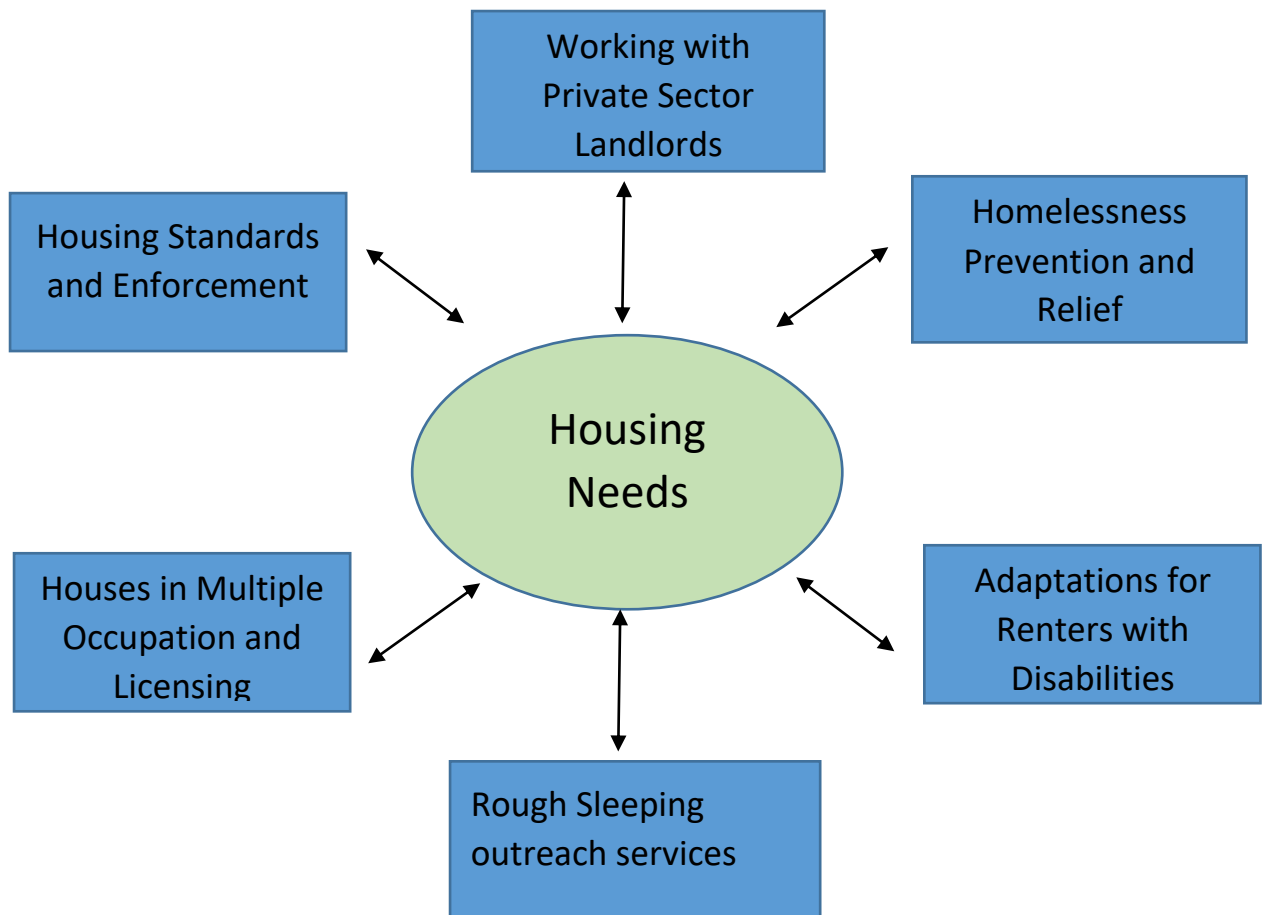 Working with
Private Sector
Landlords
Housing Standards
and Enforcement
Homelessness
Prevention and
Relief
Housing
Needs
Houses in Multiple
Occupation and
Licensing
Adaptations for
Renters with
Disabilities
Rough Sleeping
outreach services